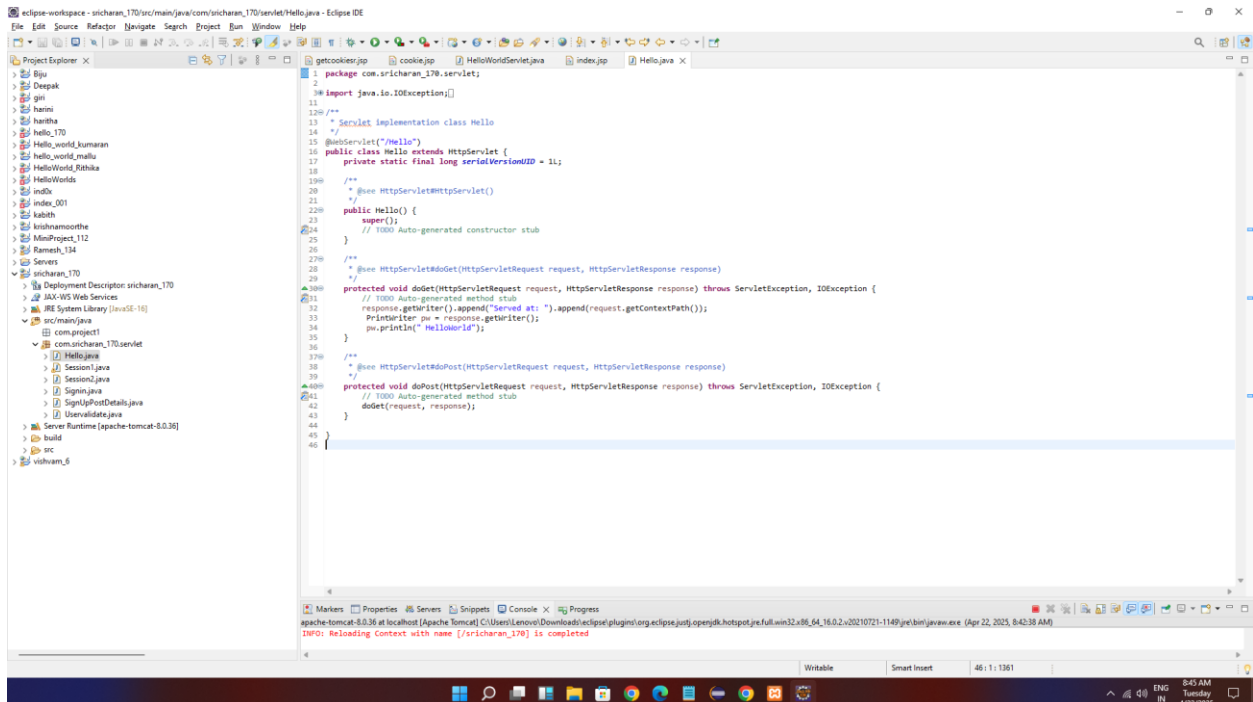 eclipse-workspace - sricharan_170/src/main/java/com/sricharan_170/servlet/Hello.java - Eclipse IDE
File Edit Source Refactor Navigate Search Project Run Window Help
Project Explorer
Biju
Deepak
giri
harini
haritha
hello_170
Hello_world_kumaran
hello_world_mallu
HelloWorld_Rithika
HelloWorlds
ind0x
index_001
kabith
krishnamoorthe
MiniProject_112
Ramesh_134
Servers
sricharan_170
Deployment Descriptor: sricharan_170
JAX-WS Web Services
JRE System Library [JavaSE-16]
src/main/java
com.project1
com.sricharan_170.servlet
Hello.java
Session1.java
Session2.java
Signin.java
SignUpPostDetails.java
Uservalidate.java
Server Runtime [apache-tomcat-8.0.36]
build
src
vishvam_6
getcookiesr.jsp cookie.jsp HelloWorldServlet.java index.jsp Hello.java
1 package com.sricharan_170.servlet;
2
3 import java.io.IOException;
11
12 /**
13 * Servlet implementation class Hello
14 */
15 @WebServlet("/Hello")
16 public class Hello extends HttpServlet {
17 private static final long serialVersionUID = 1L;
18
19 /**
20 * @see HttpServlet#HttpServlet()
21 */
22 public Hello() {
23 super();
24 // TODO Auto-generated constructor stub
25 }
26
27 /**
28 * @see HttpServlet#doGet(HttpServletRequest request, HttpServletResponse response)
29 */
30 protected void doGet(HttpServletRequest request, HttpServletResponse response) throws ServletException, IOException {
31 // TODO Auto-generated method stub
32 response.getWriter().append("Served at: ").append(request.getContextPath());
33 PrintWriter pw = response.getWriter();
34 pw.println(" HelloWorld");
35 }
36
37 /**
38 * @see HttpServlet#doPost(HttpServletRequest request, HttpServletResponse response)
39 */
40 protected void doPost(HttpServletRequest request, HttpServletResponse response) throws ServletException, IOException {
41 // TODO Auto-generated method stub
42 doGet(request, response);
43 }
44
45 }
46
Markers Properties Servers Snippets Console Progress
apache-tomcat-8.0.36 at localhost [Apache Tomcat] C:\Users\Lenovo\Downloads\eclipse\plugins\org.eclipse.justj.openjdk.hotspot.jre.full.win32.x86_64_16.0.2.v20210721-1149\jre\bin\javaw.exe (Apr 22, 2025, 8:42:38 AM)
INFO: Reloading Context with name [/sricharan_170] is completed
Writable Smart Insert 46 : 1 : 1361
ENG
IN
8:45 AM
Tuesday